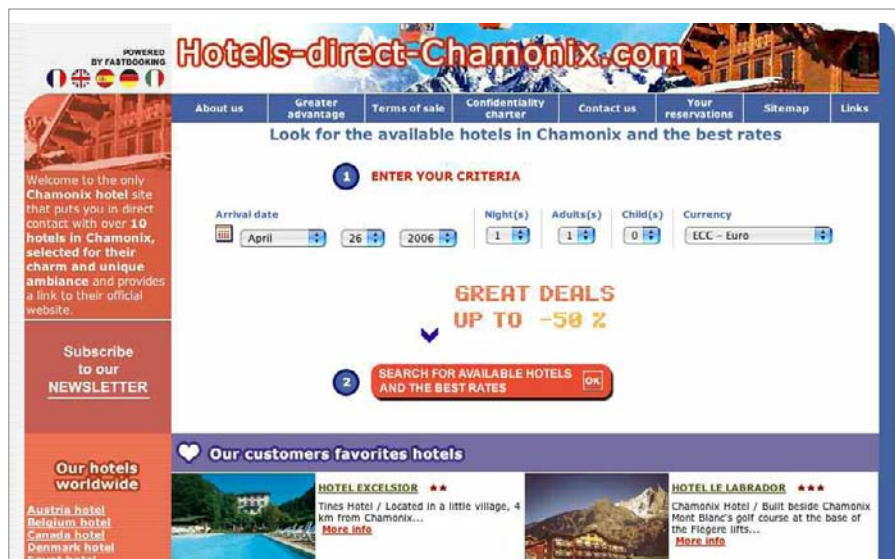 POWERED
BY FASTBOOKING
Hotels-direct-Chamonix.com
About us
Greater
advantage
Terms of sale
Confidentiality
charter
Contact us
Your
reservations
Sitemap
Links
Look for the available hotels in Chamonix and the best rates
1 ENTER YOUR CRITERIA
Welcome to the only
Chamonix hotel site
that puts you in direct
contact with over 10
hotels in Chamonix,
selected for their
charm and unique
ambiance and provides
a link to their official
website.
Arrival date
Night(s)
Adults(s)
Child(s)
Currency
April
26
2006
1
1
0
ECC - Euro
GREAT DEALS
UP TO -50 %
Subscribe
to our
NEWSLETTER
2 SEARCH FOR AVAILABLE HOTELS
AND THE BEST RATES
OK
Our customers favorites hotels
Our hotels
worldwide
Austria hotel
Belgium hotel
Canada hotel
Denmark hotel
Egypt hotel
HOTEL EXCELSIOR
Tines Hotel / Located in a little village, 4
km from Chamonix...
More info
HOTEL LE LABRADOR
Chamonix Hotel / Built beside Chamonix
Mont Blanc's golf course at the base of
the Flegere lifts...
More info